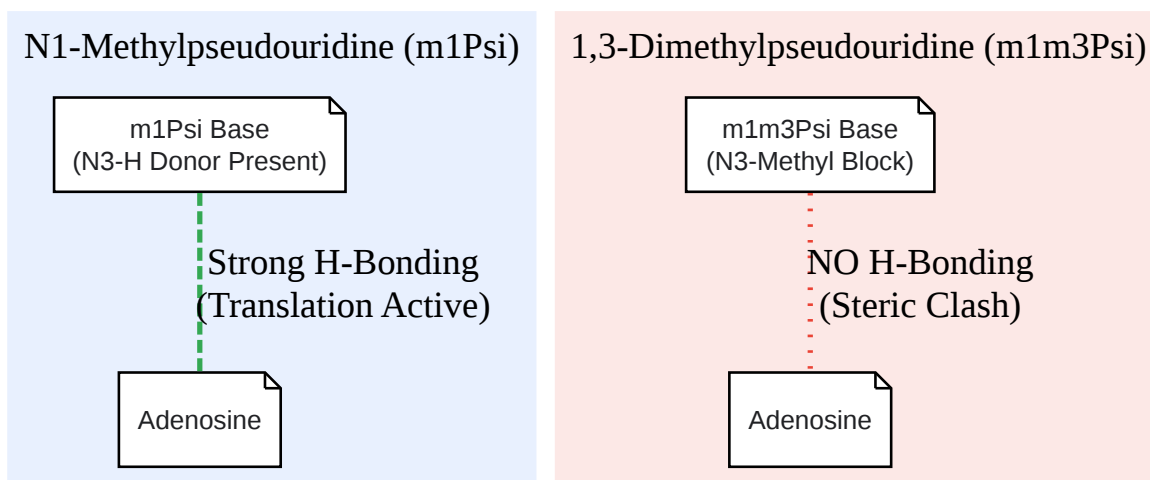 N1-Methylpseudouridine (m1Psi)
m1Psi Base
(N3-H Donor Present)
Strong H-Bonding
(Translation Active)
Adenosine
1,3-Dimethylpseudouridine (m1m3Psi)
m1m3Psi Base
(N3-Methyl Block)
NO H-Bonding
(Steric Clash)
Adenosine